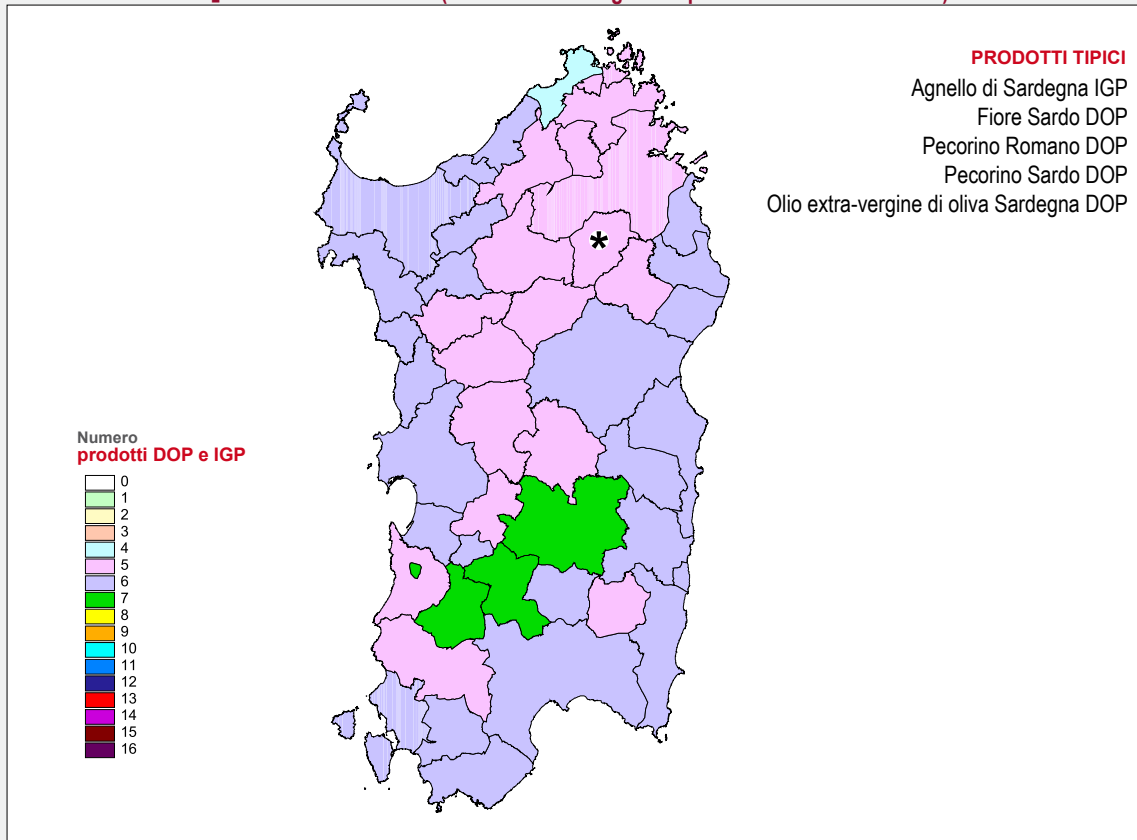 PRODOTTI TIPICI
Agnello di Sardegna IGP
Fiore Sardo DOP
Pecorino Romano DOP
Pecorino Sardo DOP
Olio extra-vergine di oliva Sardegna DOP
*
Numero
prodotti DOP e IGP
0
1
2
3
4
5
6
7
8
9
10
11
12
13
14
15
16